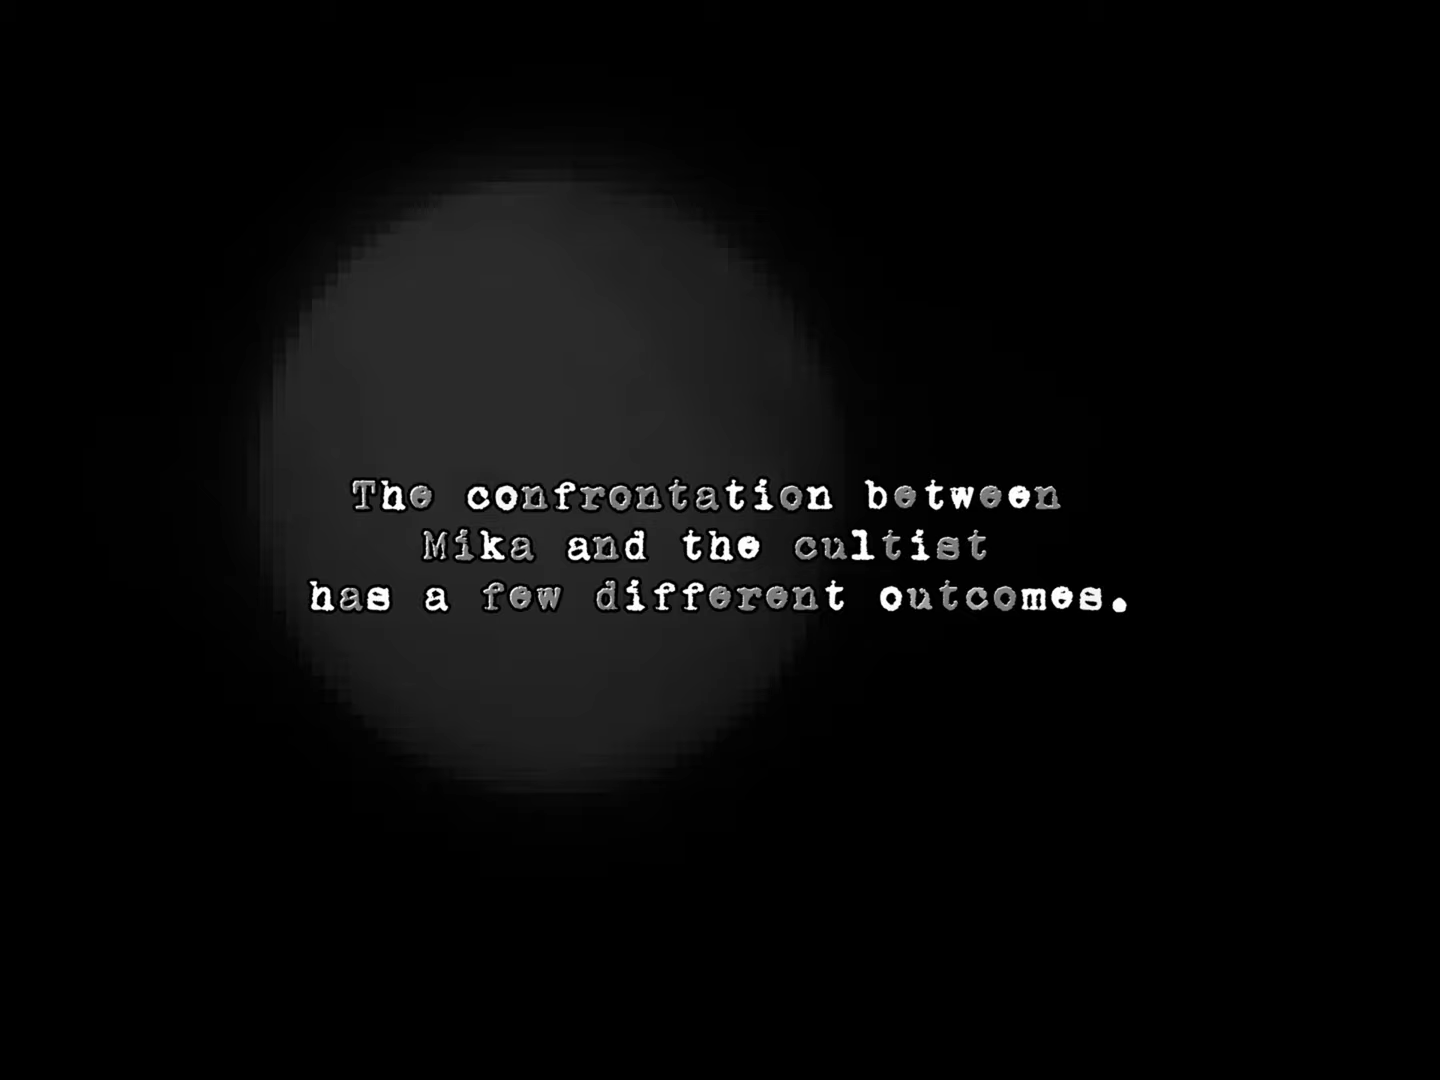 The confrontation between
Mika and the cultist
has a few different outcomes.